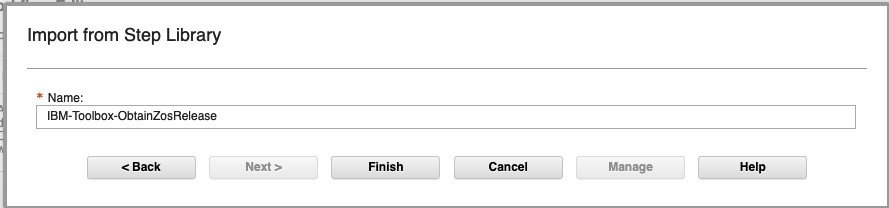 Import from Step Library
* Name:
IBM-Toolbox-ObtainZosRelease
< Back Next > Finish Cancel Manage Help